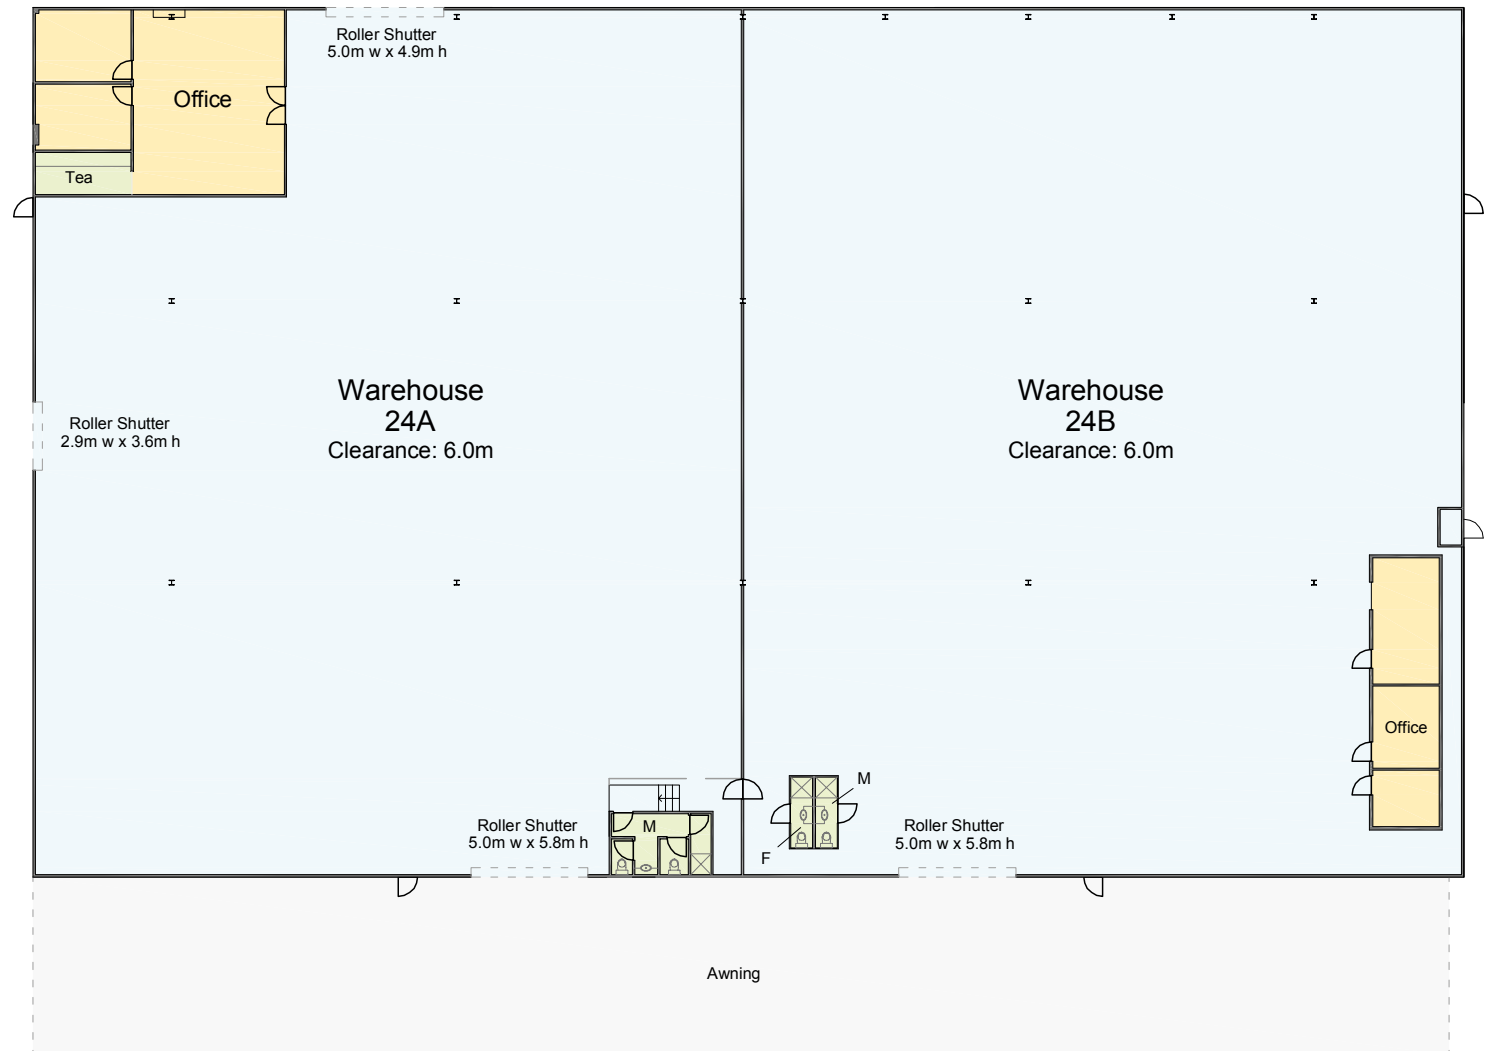 Roller Shutter
5.0m w x 4.9m h
Office
Tea
Warehouse
24A
Clearance: 6.0m
Warehouse
24B
Clearance: 6.0m
Roller Shutter
2.9m w x 3.6m h
Office
M
M
F
Roller Shutter
5.0m w x 5.8m h
Roller Shutter
5.0m w x 5.8m h
Awning